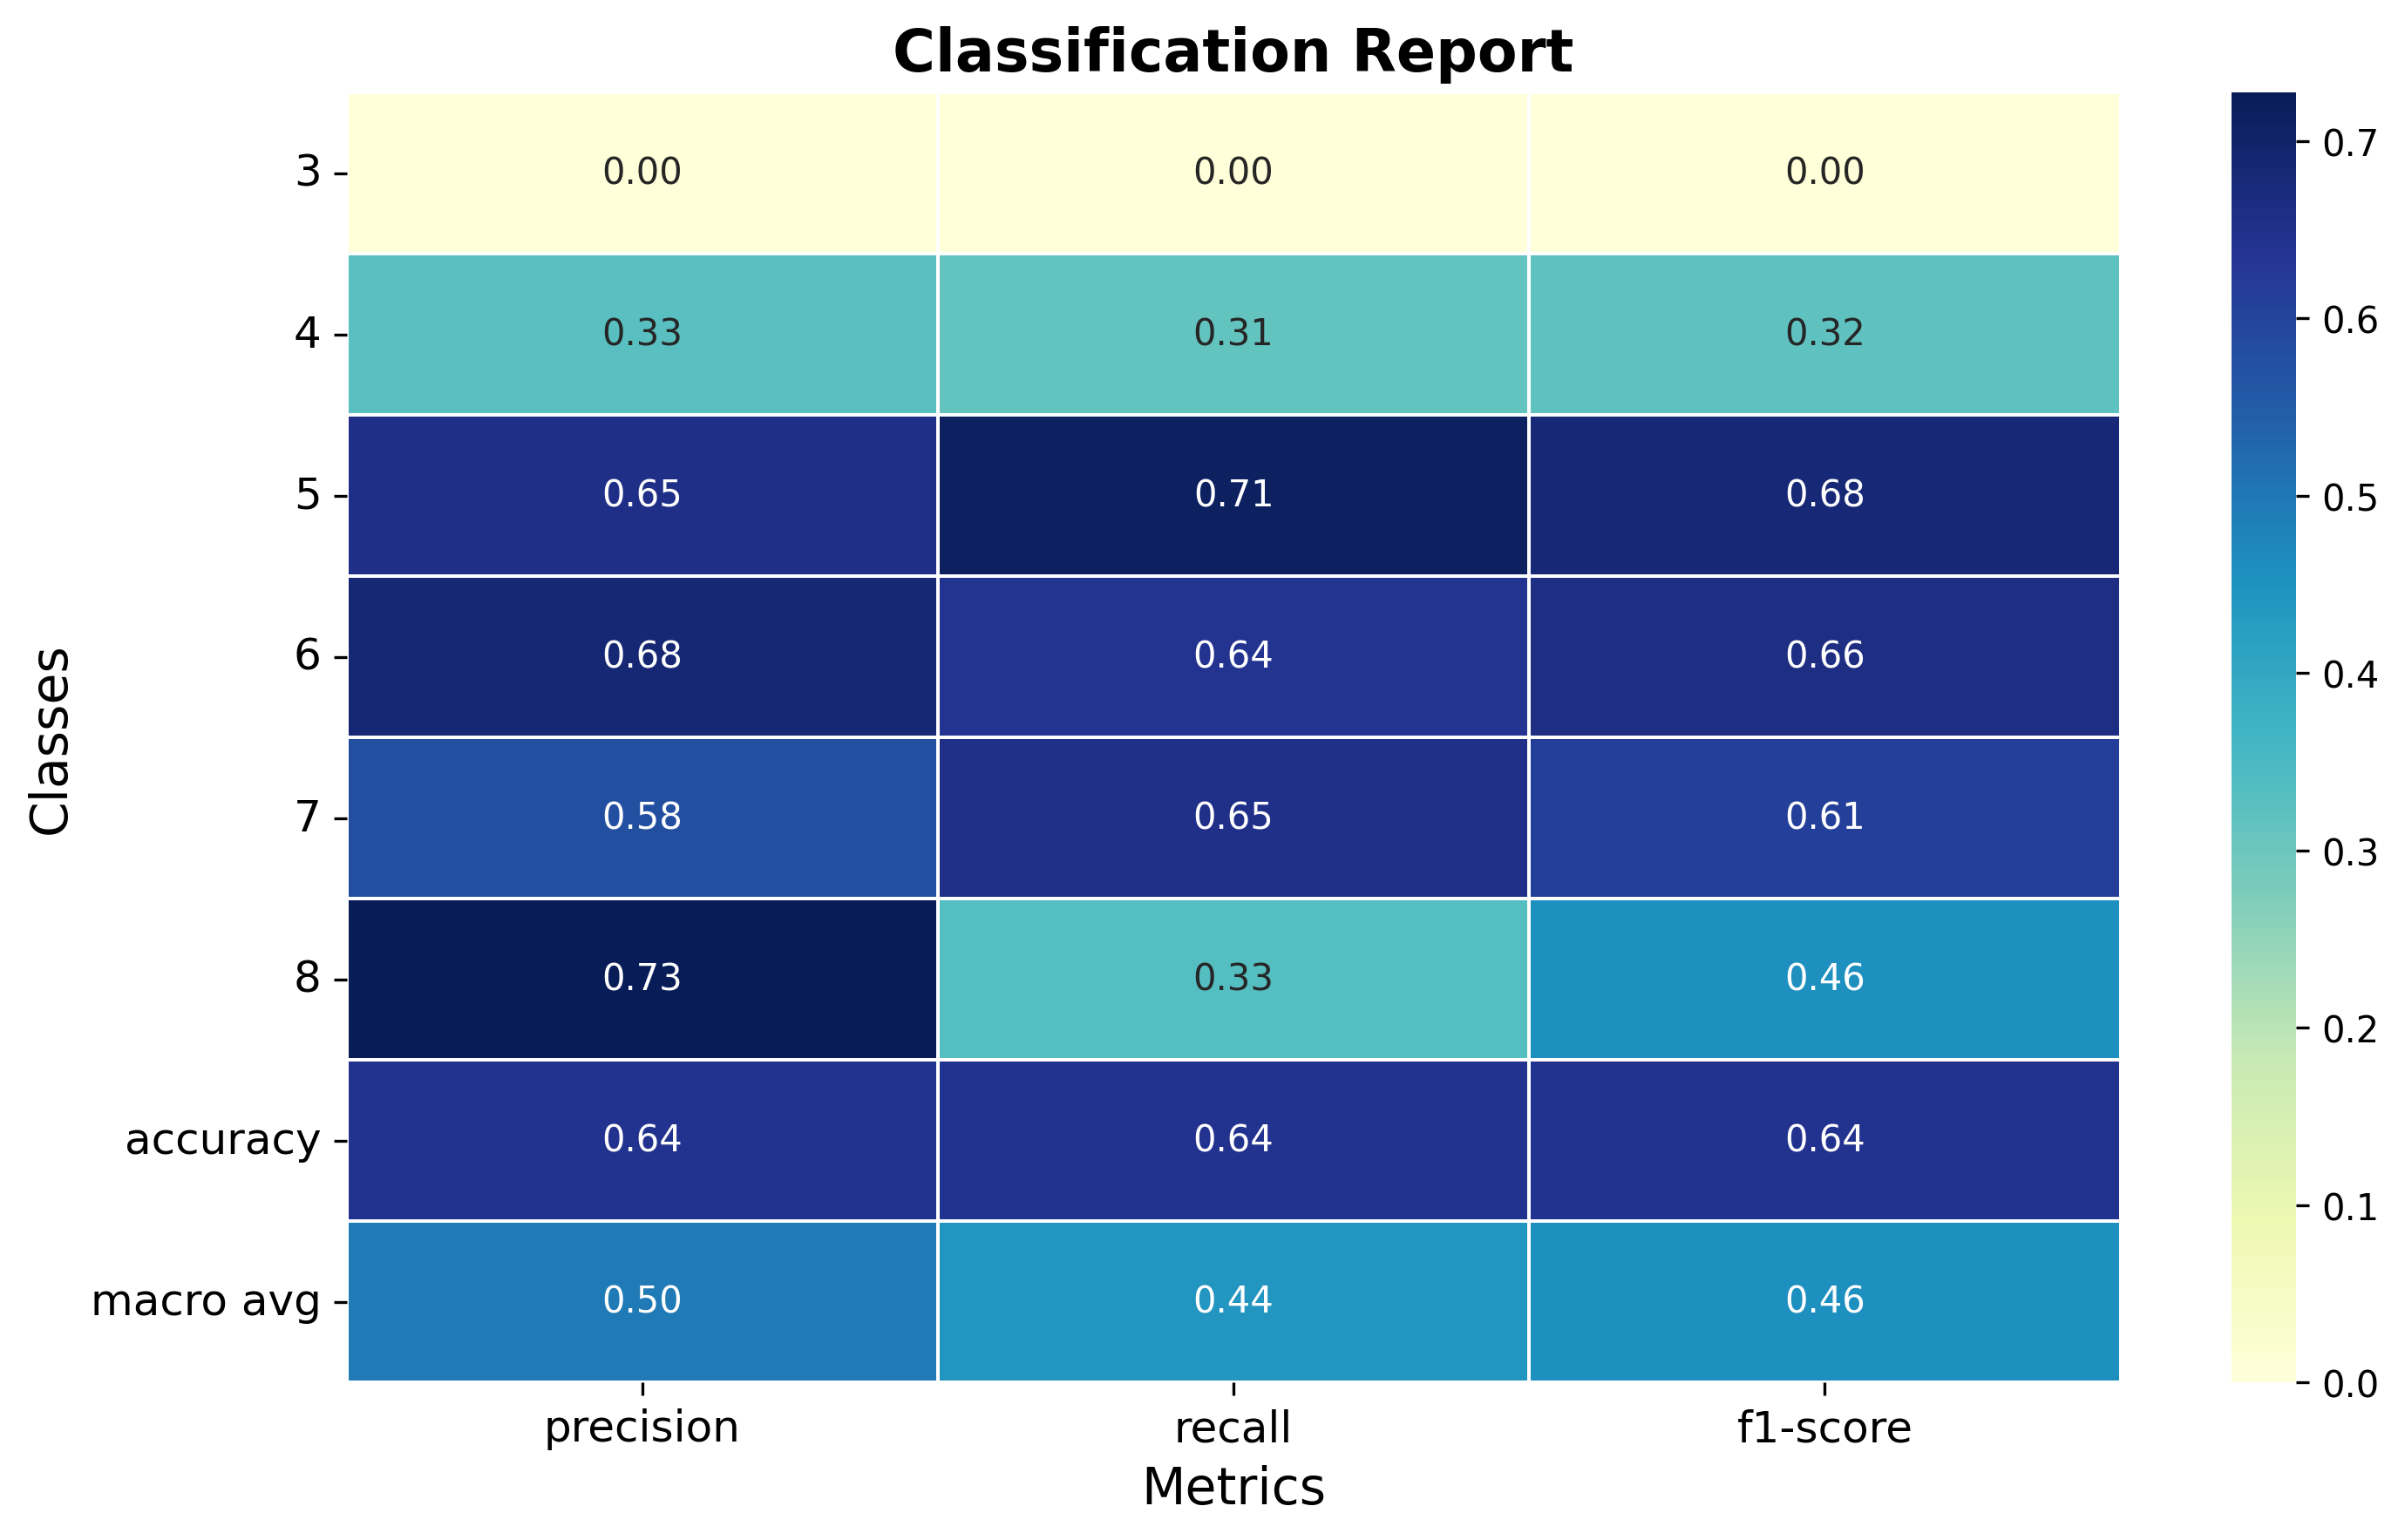 Classification Report
3 0.00 0.00 0.00
4 0.33 0.31 0.32
5 0.65 0.71 0.68
6 0.68 0.64 0.66
7 0.58 0.65 0.61
8 0.73 0.33 0.46
accuracy 0.64 0.64 0.64
macro avg 0.50 0.44 0.46
precision recall f1-score
Metrics
Classes
0.7
0.6
0.5
0.4
0.3
0.2
0.1
0.0